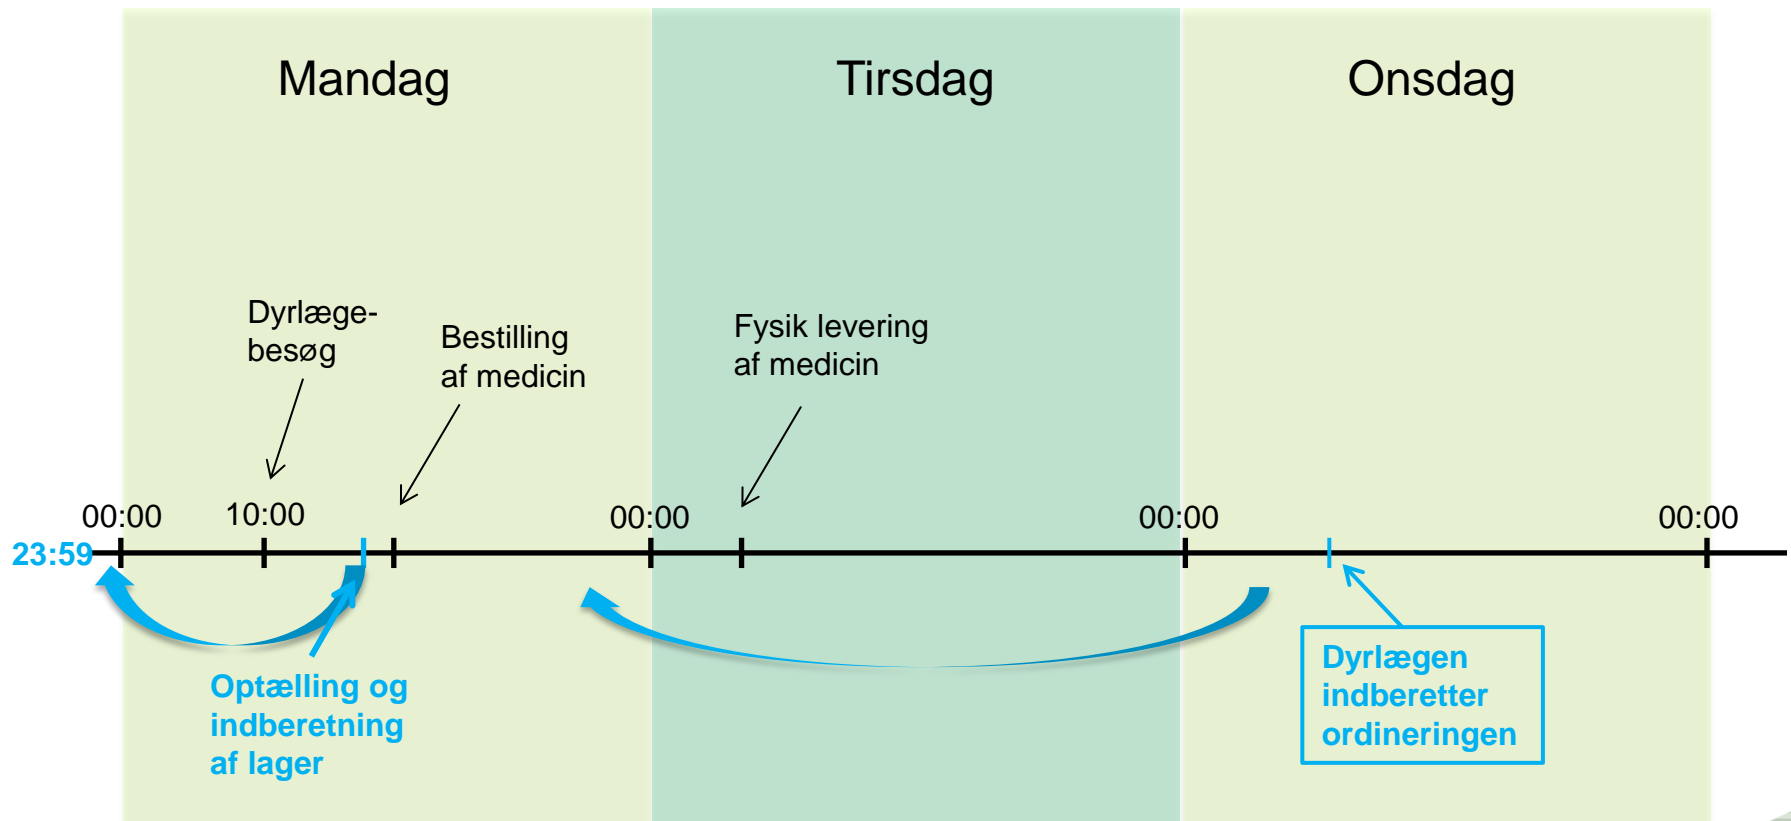 Mandag
Tirsdag
Onsdag
Dyrlæge-
besøg
Bestilling
af medicin
Fysik levering
af medicin
00:00
10:00
00:00
00:00
00:00
23:59
Optælling og
indberetning
af lager
Dyrlægen
indberetter
ordineringen